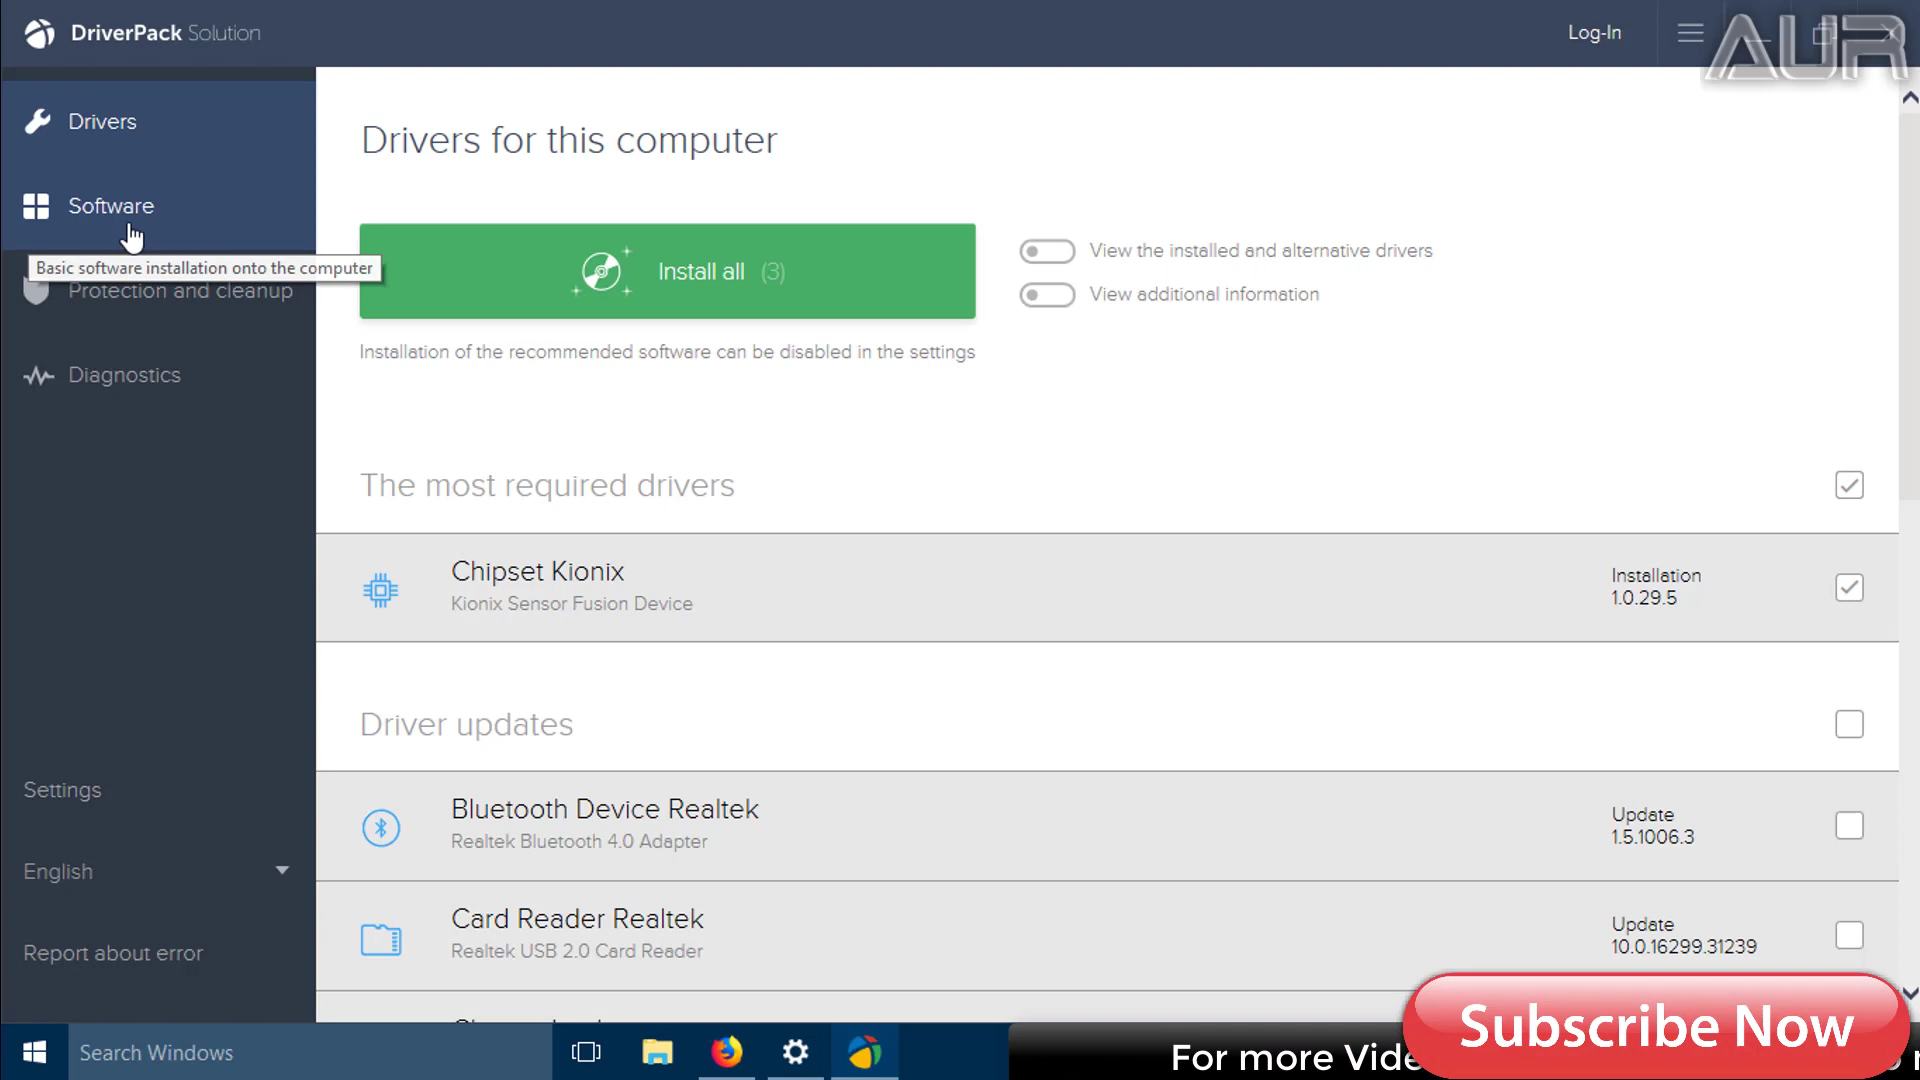 DriverPack Solution
Log-In
AUR
Drivers
Software
Basic software installation onto the computer
Protection and cleanup
Diagnostics
Settings
English
Report about error
Drivers for this computer
Install all (3)
View the installed and alternative drivers
View additional information
Installation of the recommended software can be disabled in the settings
The most required drivers
Chipset Kionix
Kionix Sensor Fusion Device
Installation
1.0.29.5
Driver updates
Bluetooth Device Realtek
Realtek Bluetooth 4.0 Adapter
Update
1.5.1006.3
Card Reader Realtek
Realtek USB 2.0 Card Reader
Update
10.0.16299.31239
Search Windows
Subscribe Now
For more